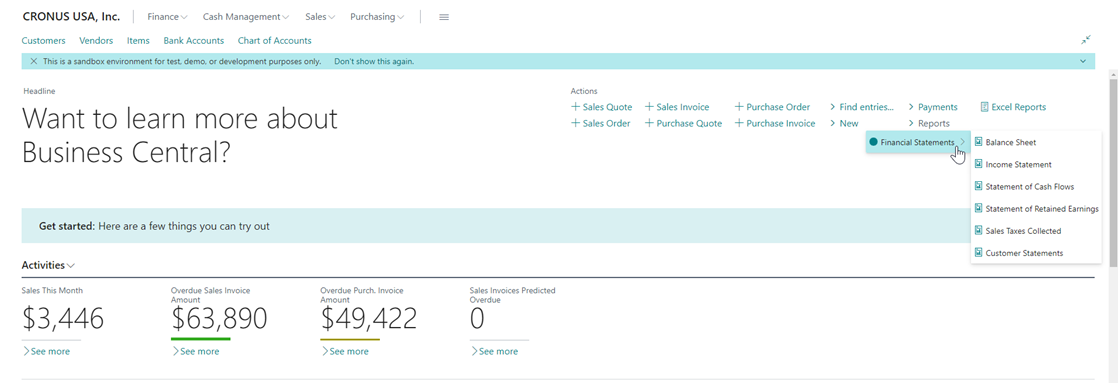 CRONUS USA, Inc. Finance Cash Management Sales Purchasing
Customers Vendors Items Bank Accounts Chart of Accounts
This is a sandbox environment for test, demo, or development purposes only. Don't show this again.
Headline
Want to learn more about
Business Central?
Actions
+ Sales Quote + Sales Invoice + Purchase Order > Find entries... > Payments Excel Reports
+ Sales Order + Purchase Quote + Purchase Invoice > New > Reports
Financial Statements >
Balance Sheet
Income Statement
Statement of Cash Flows
Statement of Retained Earnings
Sales Taxes Collected
Customer Statements
Get started: Here are a few things you can try out
Activities
Sales This Month
$3,446
> See more
Overdue Sales Invoice
Amount
$63,890
> See more
Overdue Purch. Invoice
Amount
$49,422
> See more
Sales Invoices Predicted
Overdue
0
> See more